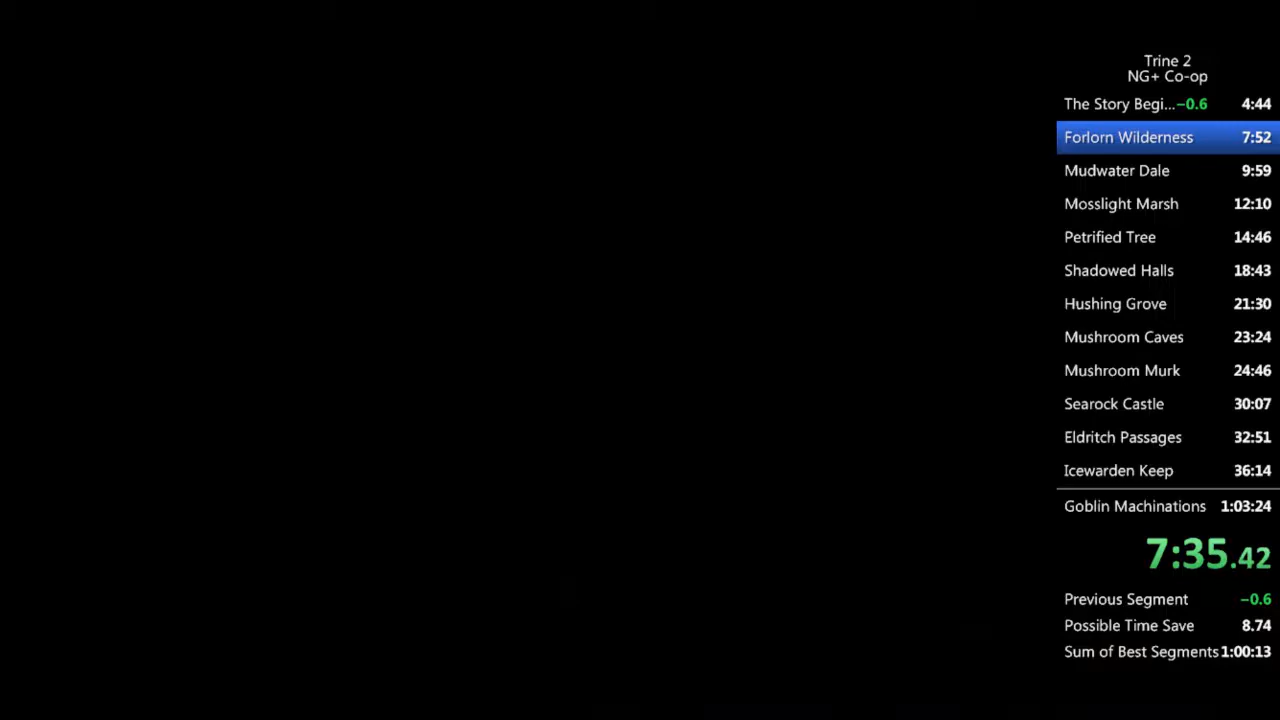 Trine 2
NG+ Co-op
The Story Begi... −0.6 4:44
Forlorn Wilderness 7:52
Mudwater Dale 9:59
Mosslight Marsh 12:10
Petrified Tree 14:46
Shadowed Halls 18:43
Hushing Grove 21:30
Mushroom Caves 23:24
Mushroom Murk 24:46
Searock Castle 30:07
Eldritch Passages 32:51
Icewarden Keep 36:14
Goblin Machinations 1:03:24
7:35.42
Previous Segment −0.6
Possible Time Save 8.74
Sum of Best Segments 1:00:13